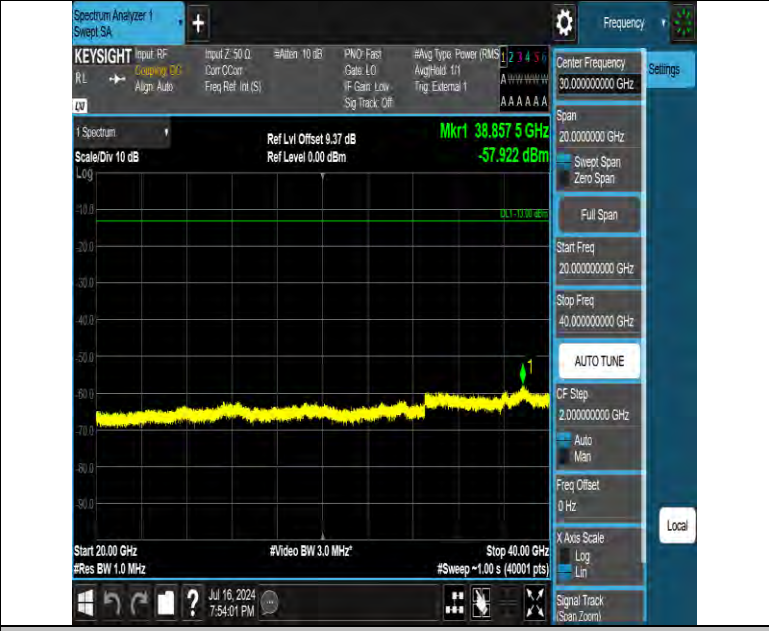 Spectrum Analyzer 1
Swept SA
Frequency
KEYSIGHT
RL
Input: RF
Coupling: DC
Align: Auto
Input Z: 50 Ω
Corr CCorr
Freq Ref: Int (S)
#Atten: 10 dB
PNO: Fast
Gate: LO
IF Gain: Low
Sig Track: Off
#Avg Type: Power (RMS
Avg|Hold: 1/1
Trig: External 1
1 2 3 4 5 6
A W W W W W
A A A A A A
LXI
1 Spectrum
Scale/Div 10 dB
Log
Ref Lvl Offset 9.37 dB
Ref Level 0.00 dBm
Mkr1 38.857 5 GHz
-57.922 dBm
-10.0
DL1 -13.00 dBm
-20.0
-30.0
-40.0
-50.0
-60.0
-70.0
-80.0
-90.0
1
Start 20.00 GHz
#Res BW 1.0 MHz
#Video BW 3.0 MHz*
Stop 40.00 GHz
#Sweep ~1.00 s (40001 pts)
Center Frequency
30.000000000 GHz
Settings
Span
20.0000000 GHz
Swept Span
Zero Span
Full Span
Start Freq
20.000000000 GHz
Stop Freq
40.000000000 GHz
AUTO TUNE
CF Step
2.000000000 GHz
Auto
Man
Freq Offset
0 Hz
X Axis Scale
Log
Lin
Local
Signal Track
(Span Zoom)
?
Jul 16, 2024
7:54:01 PM